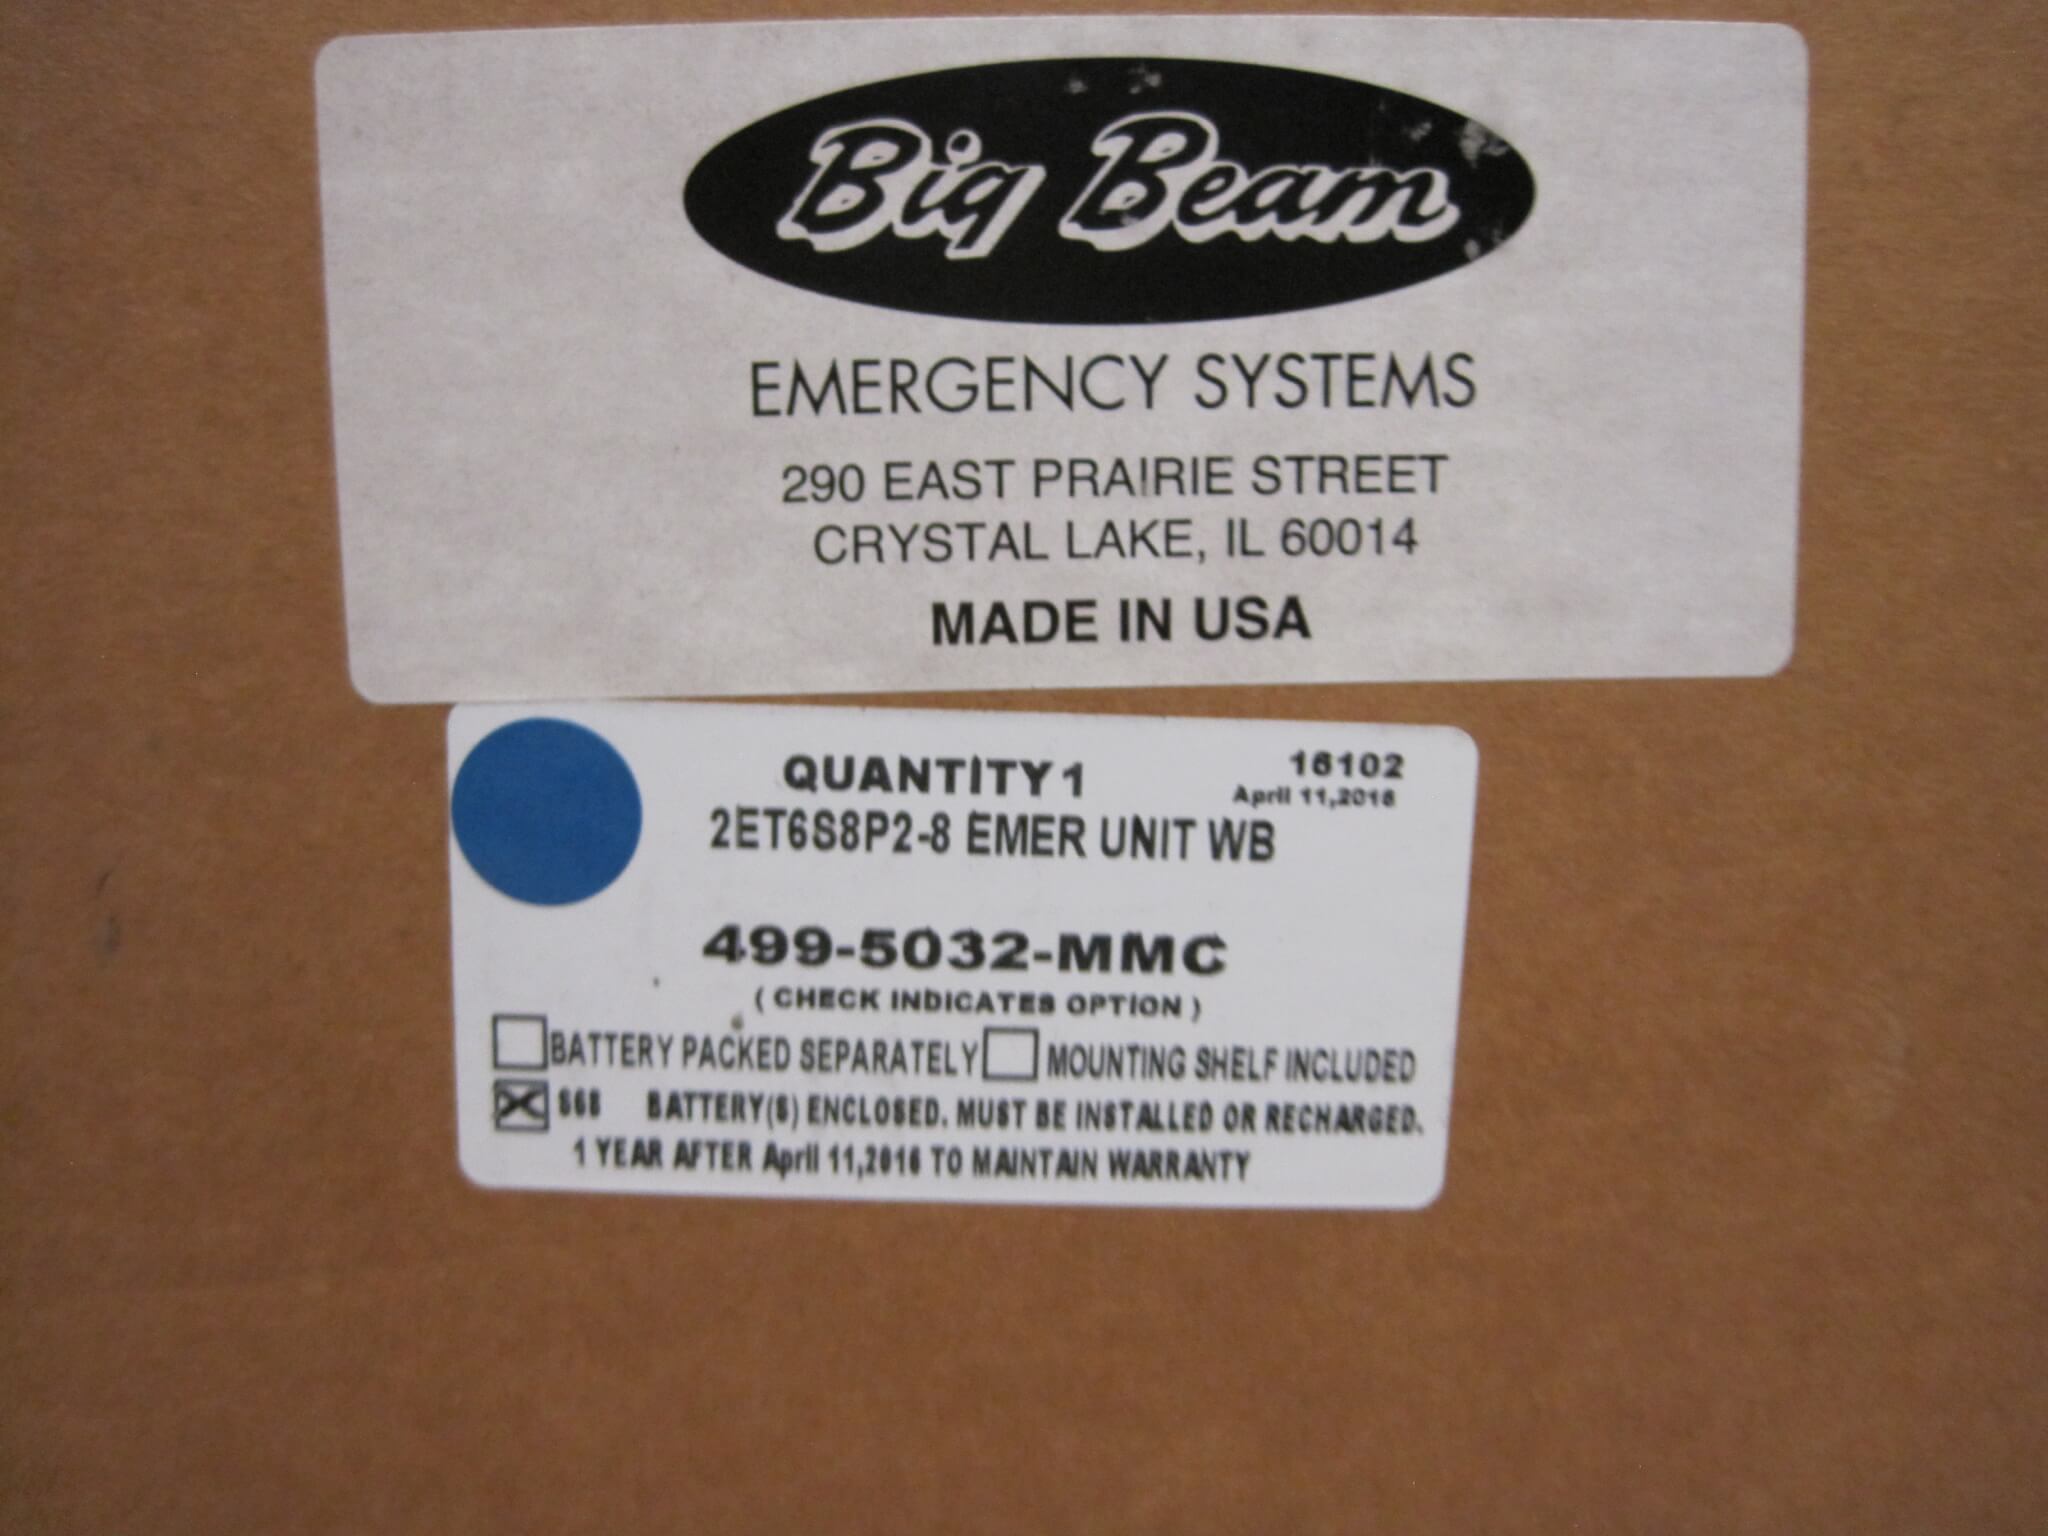 Big Beam
EMERGENCY SYSTEMS
290 EAST PRAIRIE STREET
CRYSTAL LAKE, IL 60014
MADE IN USA
QUANTITY 1
16102
April 11,2016
2ET6S8P2-8 EMER UNIT WB
499-5032-MMC
( CHECK INDICATES OPTION )
BATTERY PACKED SEPARATELY MOUNTING SHELF INCLUDED
S68 BATTERY(S) ENCLOSED. MUST BE INSTALLED OR RECHARGED.
1 YEAR AFTER April 11,2016 TO MAINTAIN WARRANTY